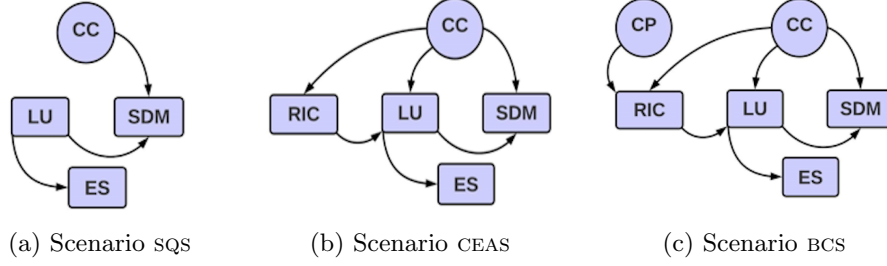 CC
LU
SDM
ES
(a) Scenario SQS
CC
RIC
LU
SDM
ES
(b) Scenario CEAS
CP
CC
RIC
LU
SDM
ES
(c) Scenario BCS